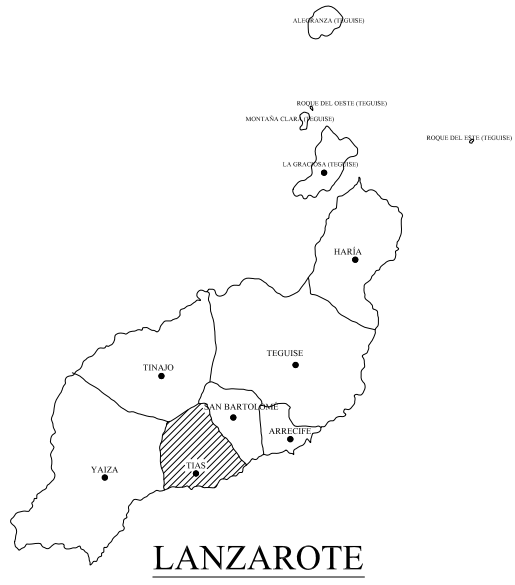 ALEGRANZA (TEGUISE)
ROQUE DEL OESTE (TEGUISE)
MONTAÑA CLARA (TEGUISE)
ROQUE DEL ESTE (TEGUISE)
LA GRACIOSA (TEGUISE)
HARÍA
TEGUISE
TINAJO
SAN BARTOLOMÉ
ARRECIFE
YAIZA
TIAS
LANZAROTE